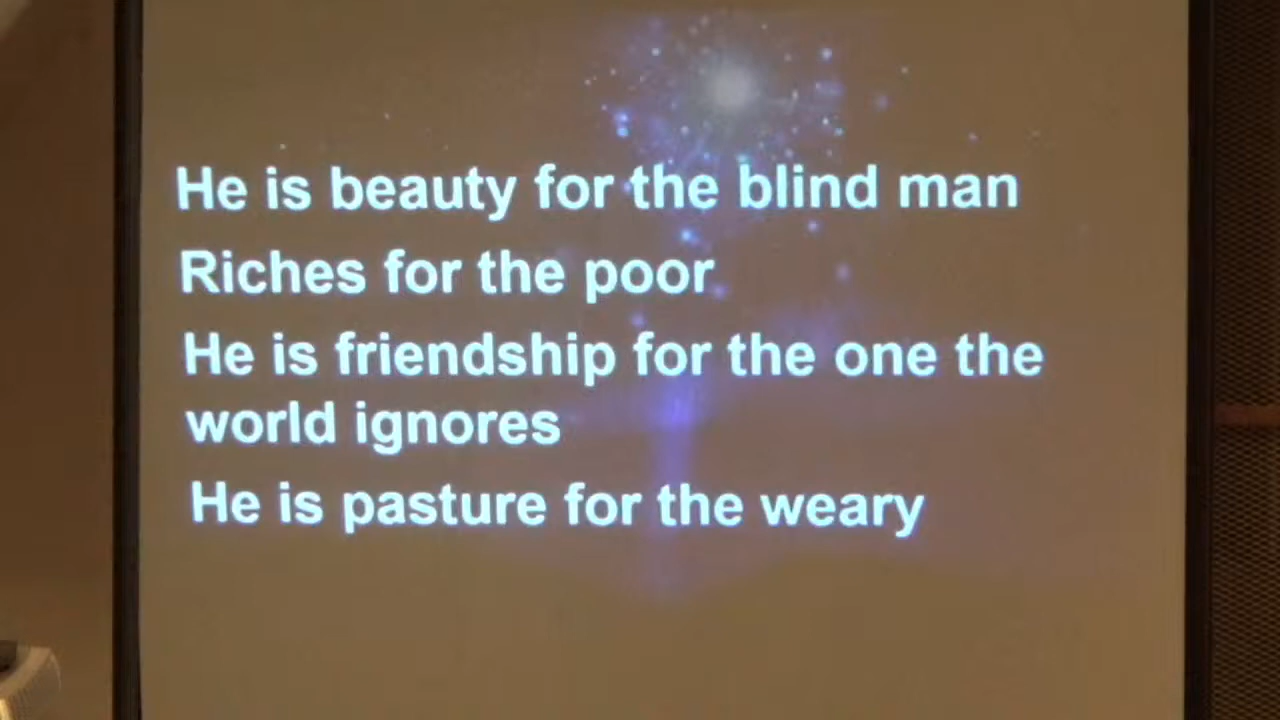 He is beauty for the blind man
Riches for the poor
He is friendship for the one the
world ignores
He is pasture for the weary